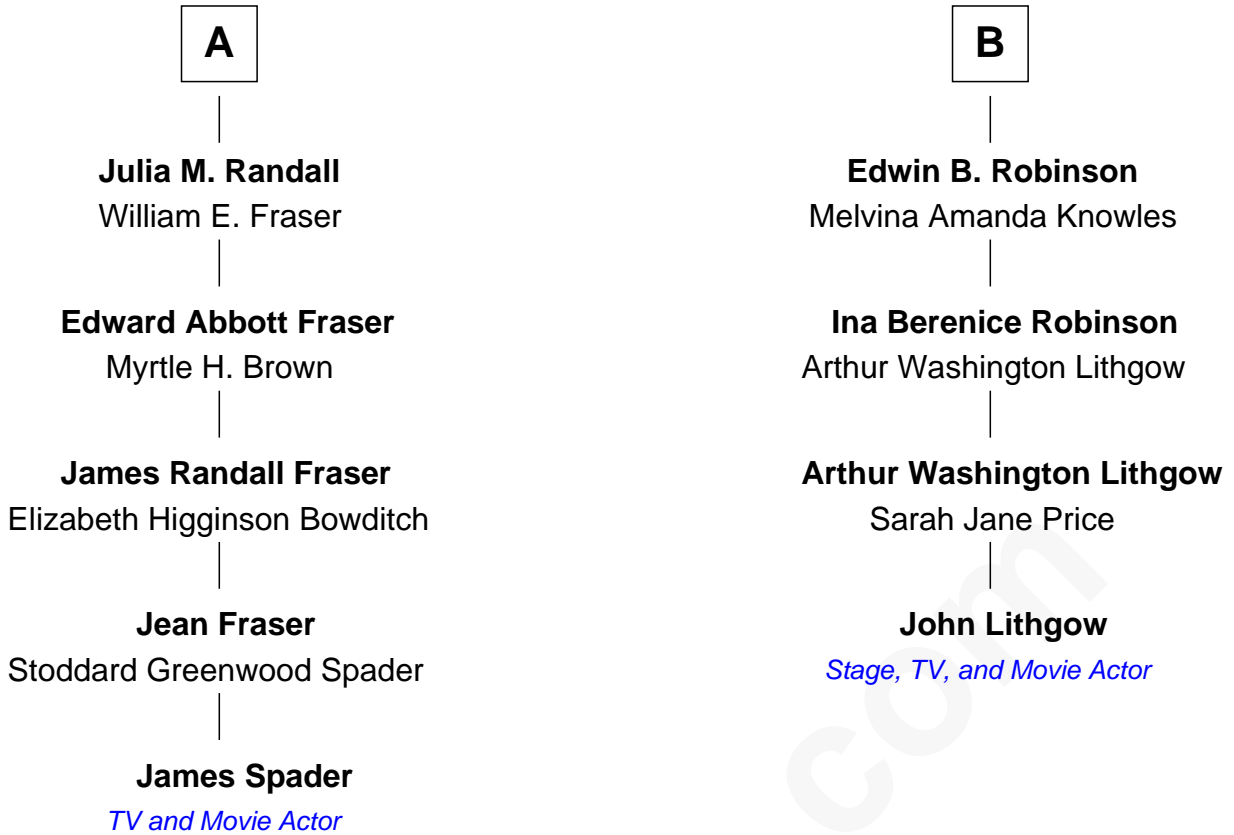 A
Julia M. Randall
William E. Fraser
Edward Abbott Fraser
Myrtle H. Brown
James Randall Fraser
Elizabeth Higginson Bowditch
Jean Fraser
Stoddard Greenwood Spader
James Spader
TV and Movie Actor
B
Edwin B. Robinson
Melvina Amanda Knowles
Ina Berenice Robinson
Arthur Washington Lithgow
Arthur Washington Lithgow
Sarah Jane Price
John Lithgow
Stage, TV, and Movie Actor
com